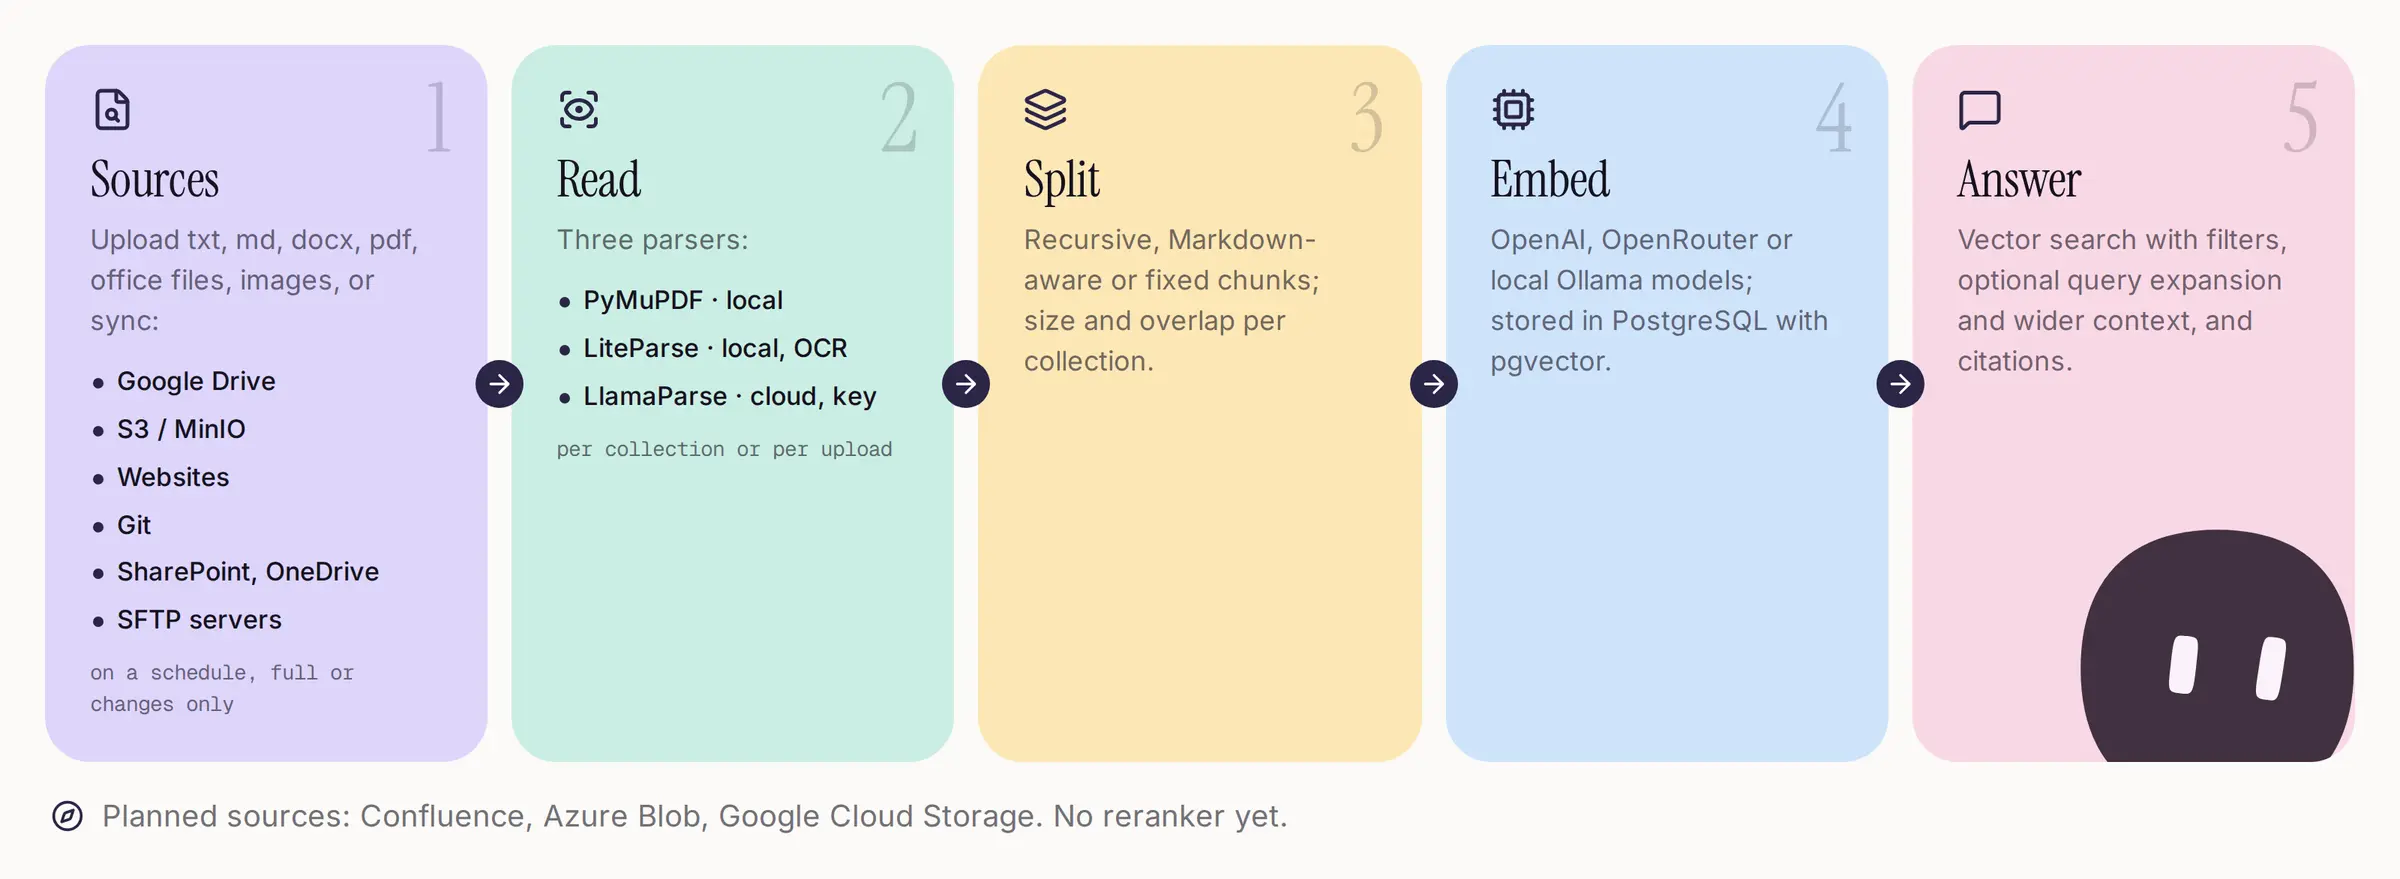 1
Sources
Upload txt, md, docx, pdf,
office files, images, or
sync:
• Google Drive
• S3 / MinIO
• Websites
• Git
• SharePoint, OneDrive
• SFTP servers
on a schedule, full or
changes only
2
Read
Three parsers:
• PyMuPDF · local
• LiteParse · local, OCR
• LlamaParse · cloud, key
per collection or per upload
3
Split
Recursive, Markdown-
aware or fixed chunks;
size and overlap per
collection.
4
Embed
OpenAI, OpenRouter or
local Ollama models;
stored in PostgreSQL with
pgvector.
5
Answer
Vector search with filters,
optional query expansion
and wider context, and
citations.
Planned sources: Confluence, Azure Blob, Google Cloud Storage. No reranker yet.